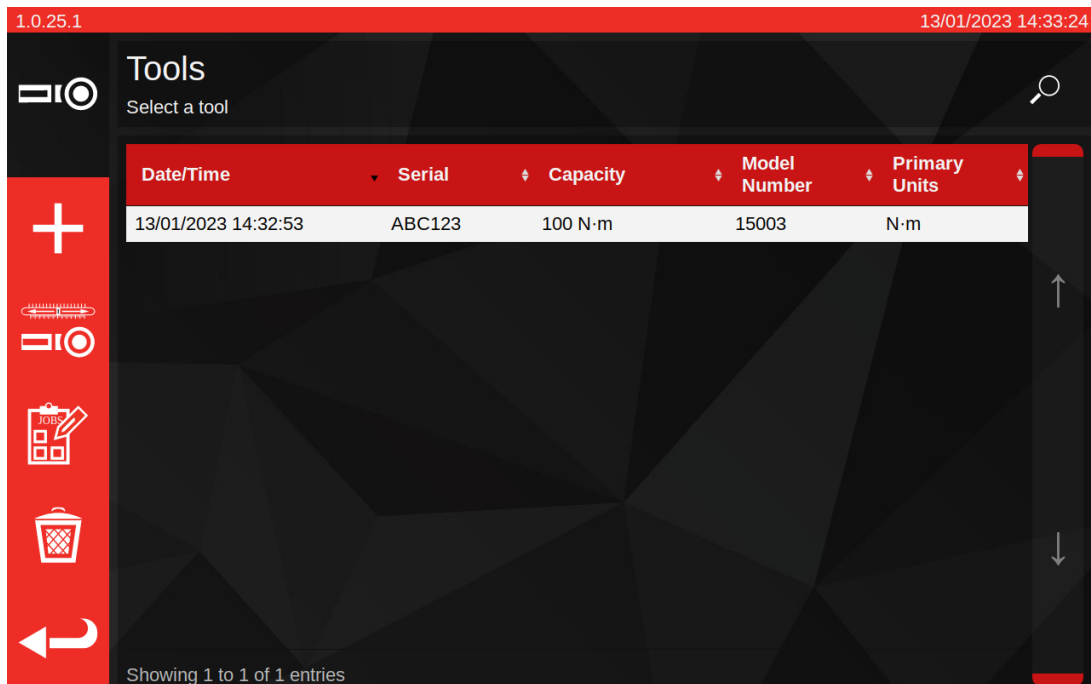 1.0.25.1 13/01/2023 14:33:24
Tools
Select a tool
Date/Time Serial Capacity Model Number Primary Units
13/01/2023 14:32:53 ABC123 100 N·m 15003 N·m
JOBS
Showing 1 to 1 of 1 entries